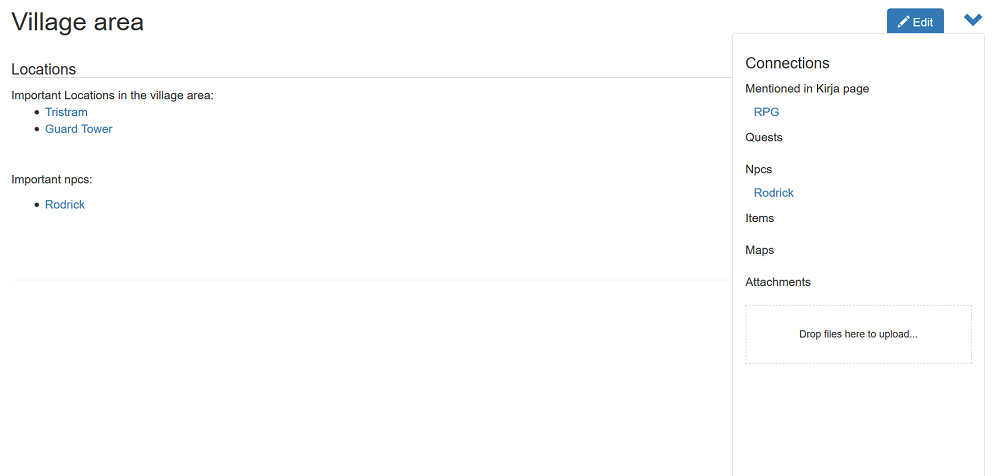 Village area
Edit
Locations
Important Locations in the village area:
Tristram
Guard Tower
Important npcs:
Rodrick
Connections
Mentioned in Kirja page
RPG
Quests
Npcs
Rodrick
Items
Maps
Attachments
Drop files here to upload...